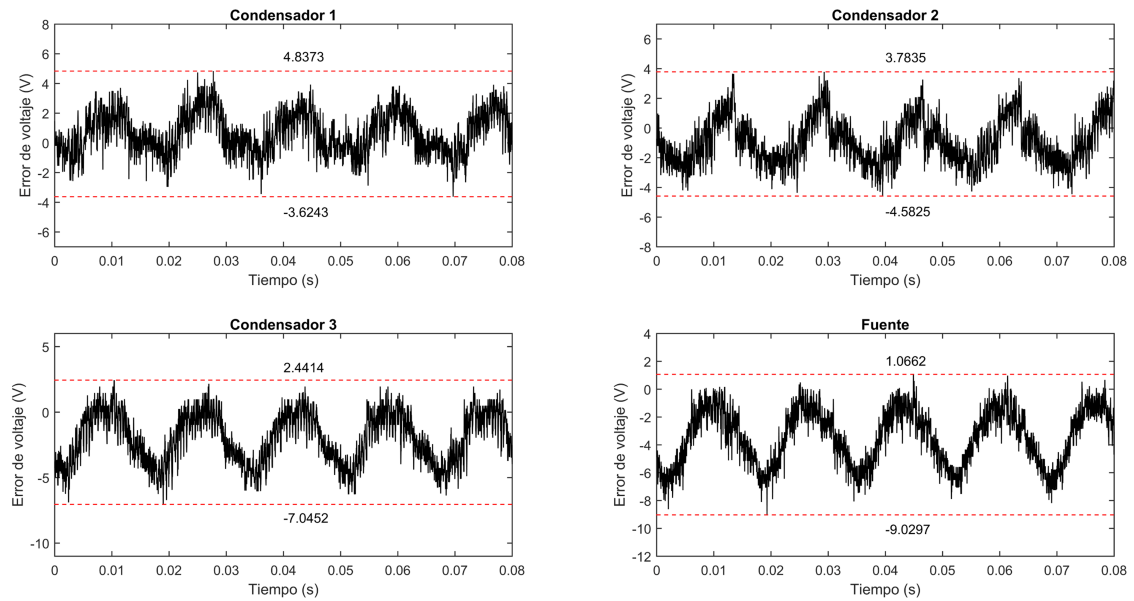 Condensador 1
8
6
4
2
0
-2
-4
-6
Error de voltaje (V)
4.8373
-3.6243
0 0.01 0.02 0.03 0.04 0.05 0.06 0.07 0.08
Tiempo (s)
Condensador 2
6
4
2
0
-2
-4
-6
-8
Error de voltaje (V)
3.7835
-4.5825
0 0.01 0.02 0.03 0.04 0.05 0.06 0.07 0.08
Tiempo (s)
Condensador 3
5
0
-5
-10
Error de voltaje (V)
2.4414
-7.0452
0 0.01 0.02 0.03 0.04 0.05 0.06 0.07 0.08
Tiempo (s)
Fuente
4
2
0
-2
-4
-6
-8
-10
-12
Error de voltaje (V)
1.0662
-9.0297
0 0.01 0.02 0.03 0.04 0.05 0.06 0.07 0.08
Tiempo (s)